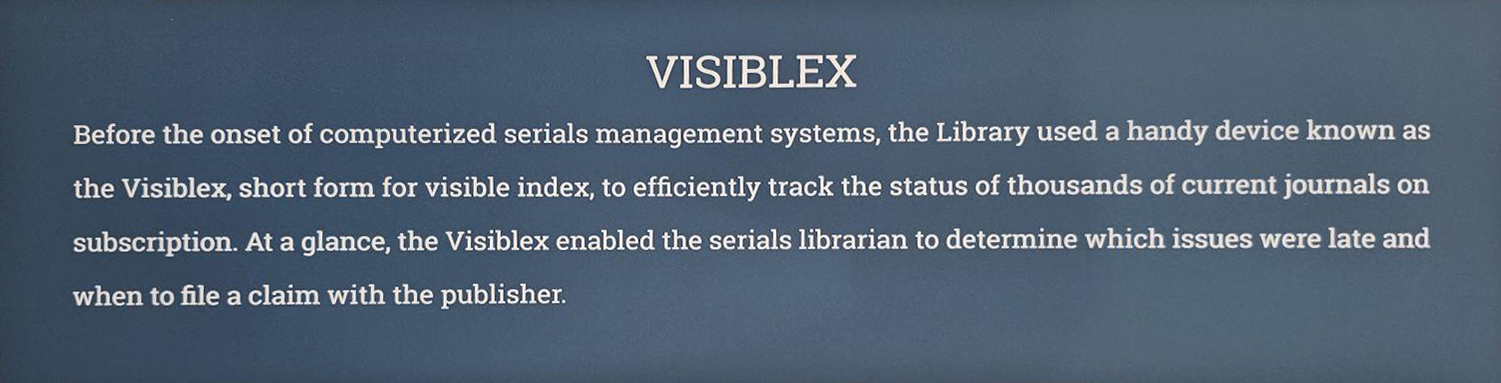 VISIBLEX
Before the onset of computerized serials management systems, the Library used a handy device known as
the Visiblex, short form for visible index, to efficiently track the status of thousands of current journals on
subscription. At a glance, the Visiblex enabled the serials librarian to determine which issues were late and
when to file a claim with the publisher.